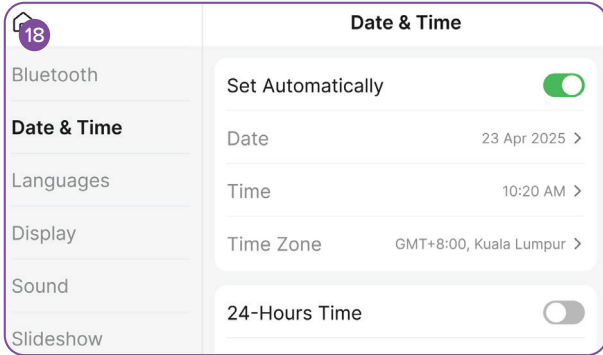 18
Date & Time
Bluetooth
Date & Time
Languages
Display
Sound
Slideshow
Set Automatically
Date 23 Apr 2025 >
Time 10:20 AM >
Time Zone GMT+8:00, Kuala Lumpur >
24-Hours Time